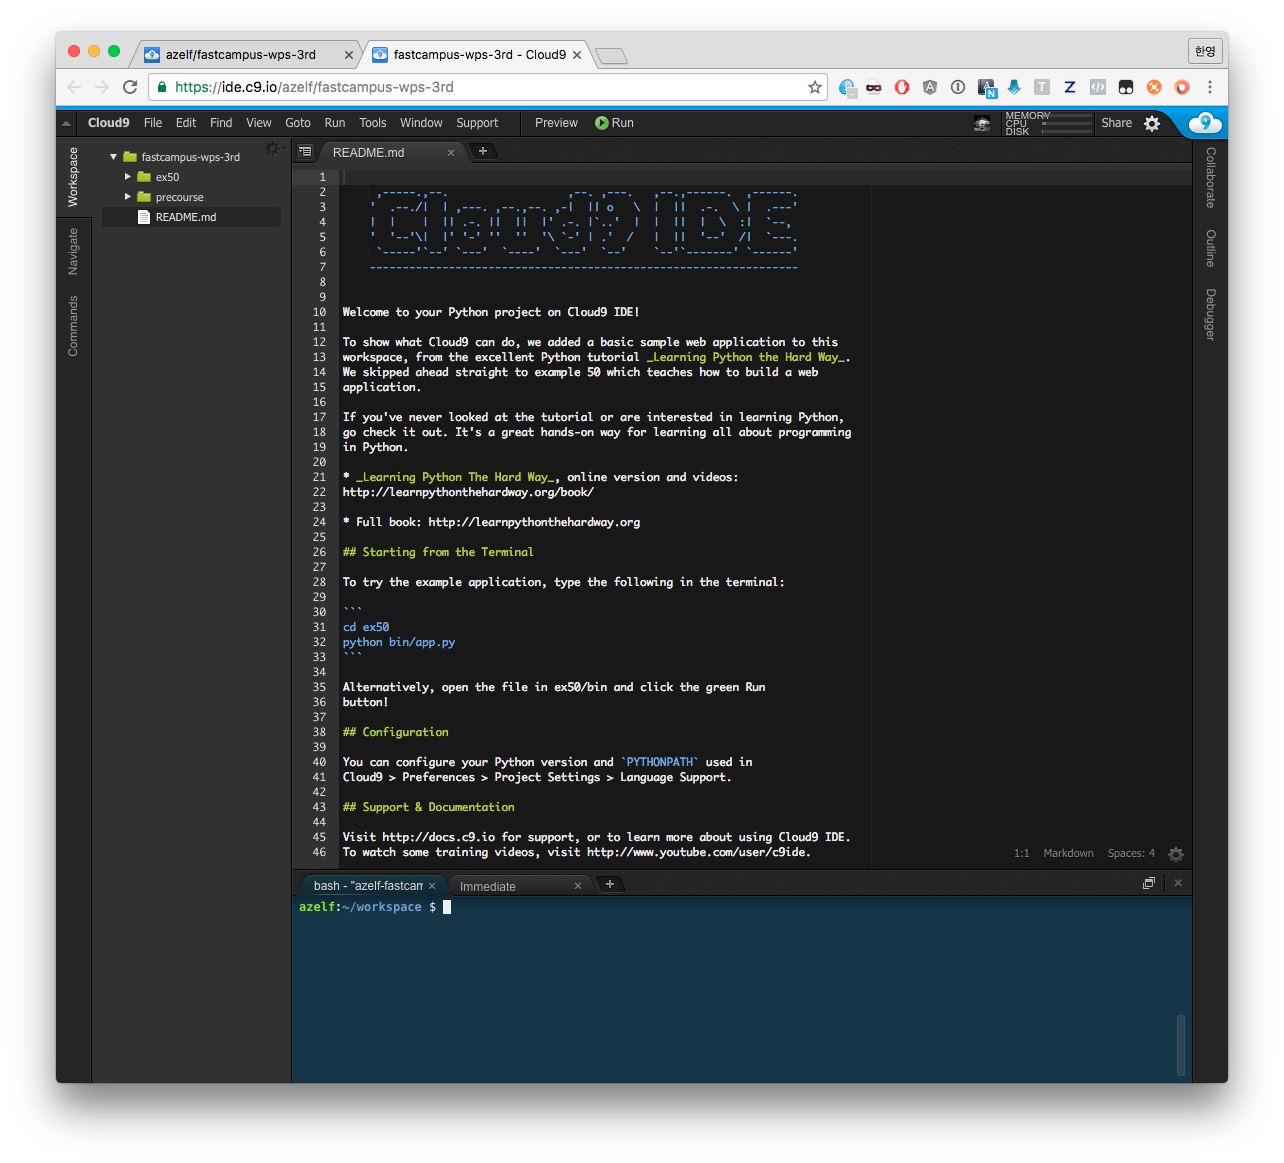 azelf/fastcampus-wps-3rd
fastcampus-wps-3rd - Cloud9
한영
https://ide.c9.io/azelf/fastcampus-wps-3rd
Cloud9 File Edit Find View Goto Run Tools Window Support Preview Run
MEMORY
CPU
DISK
Share
Workspace
Navigate
Commands
fastcampus-wps-3rd
ex50
precourse
README.md
README.md
Collaborate
Outline
Debugger
1
2 ,-----.,--. ,--. ,---. ,--.,------. ,------.
3 ' .--./| | ,---. ,--.,--. ,-| || o \ | || .-. \ | .---'
4 | | | || .-. || || |' .-. |`..' | | || | \ :| `--,
5 ' '--'\| |' '-' '' '' '\ `-' | .' / | || '--' /| `---.
6 `-----'`--' `---' `----' `---' `--' `--'`-------' `------'
7 -----------------------------------------------------------------
8
9
10 Welcome to your Python project on Cloud9 IDE!
11
12 To show what Cloud9 can do, we added a basic sample web application to this
13 workspace, from the excellent Python tutorial _Learning Python the Hard Way_.
14 We skipped ahead straight to example 50 which teaches how to build a web
15 application.
16
17 If you've never looked at the tutorial or are interested in learning Python,
18 go check it out. It's a great hands-on way for learning all about programming
19 in Python.
20
21 * _Learning Python The Hard Way_, online version and videos:
22 http://learnpythonthehardway.org/book/
23
24 * Full book: http://learnpythonthehardway.org
25
26 ## Starting from the Terminal
27
28 To try the example application, type the following in the terminal:
29
30 ```
31 cd ex50
32 python bin/app.py
33 ```
34
35 Alternatively, open the file in ex50/bin and click the green Run
36 button!
37
38 ## Configuration
39
40 You can configure your Python version and `PYTHONPATH` used in
41 Cloud9 > Preferences > Project Settings > Language Support.
42
43 ## Support & Documentation
44
45 Visit http://docs.c9.io for support, or to learn more about using Cloud9 IDE.
46 To watch some training videos, visit http://www.youtube.com/user/c9ide.
1:1 Markdown Spaces: 4
bash - "azelf-fastcam
Immediate
azelf:~/workspace $